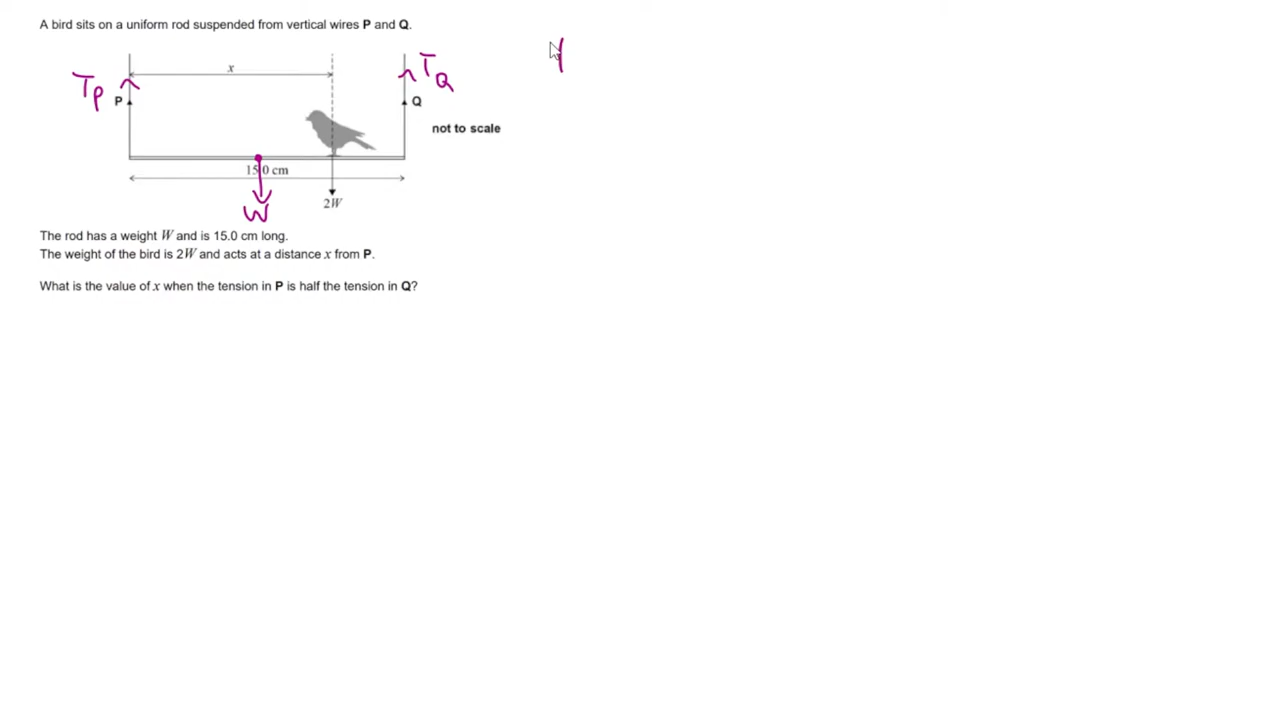 A bird sits on a uniform rod suspended from vertical wires P and Q.
x
TP
TQ
P
Q
not to scale
15.0 cm
W
2W
The rod has a weight W and is 15.0 cm long.
The weight of the bird is 2W and acts at a distance x from P.
What is the value of x when the tension in P is half the tension in Q?